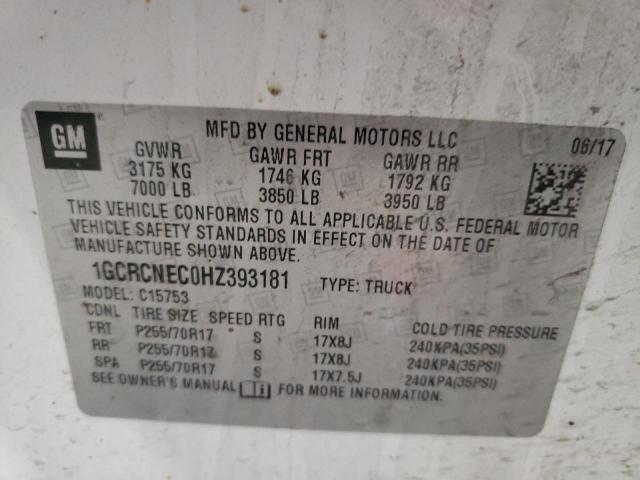 GM
MFD BY GENERAL MOTORS LLC
06/17
GVWR GAWR FRT GAWR RR
3175 KG 1746 KG 1792 KG
7000 LB 3850 LB 3950 LB
THIS VEHICLE CONFORMS TO ALL APPLICABLE U.S. FEDERAL MOTOR
VEHICLE SAFETY STANDARDS IN EFFECT ON THE DATE OF
MANUFACTURE SHOWN ABOVE.
1GCRCNEC0HZ393181 TYPE: TRUCK
MODEL: C15753
CDNL TIRE SIZE SPEED RTG RIM COLD TIRE PRESSURE
FRT P255/70R17 S 17X8J 240KPA(35PSI)
RR P255/70R17 S 17X8J 240KPA(35PSI)
SPA P255/70R17 S 17X7.5J 240KPA(35PSI)
SEE OWNER'S MANUAL FOR MORE INFORMATION.